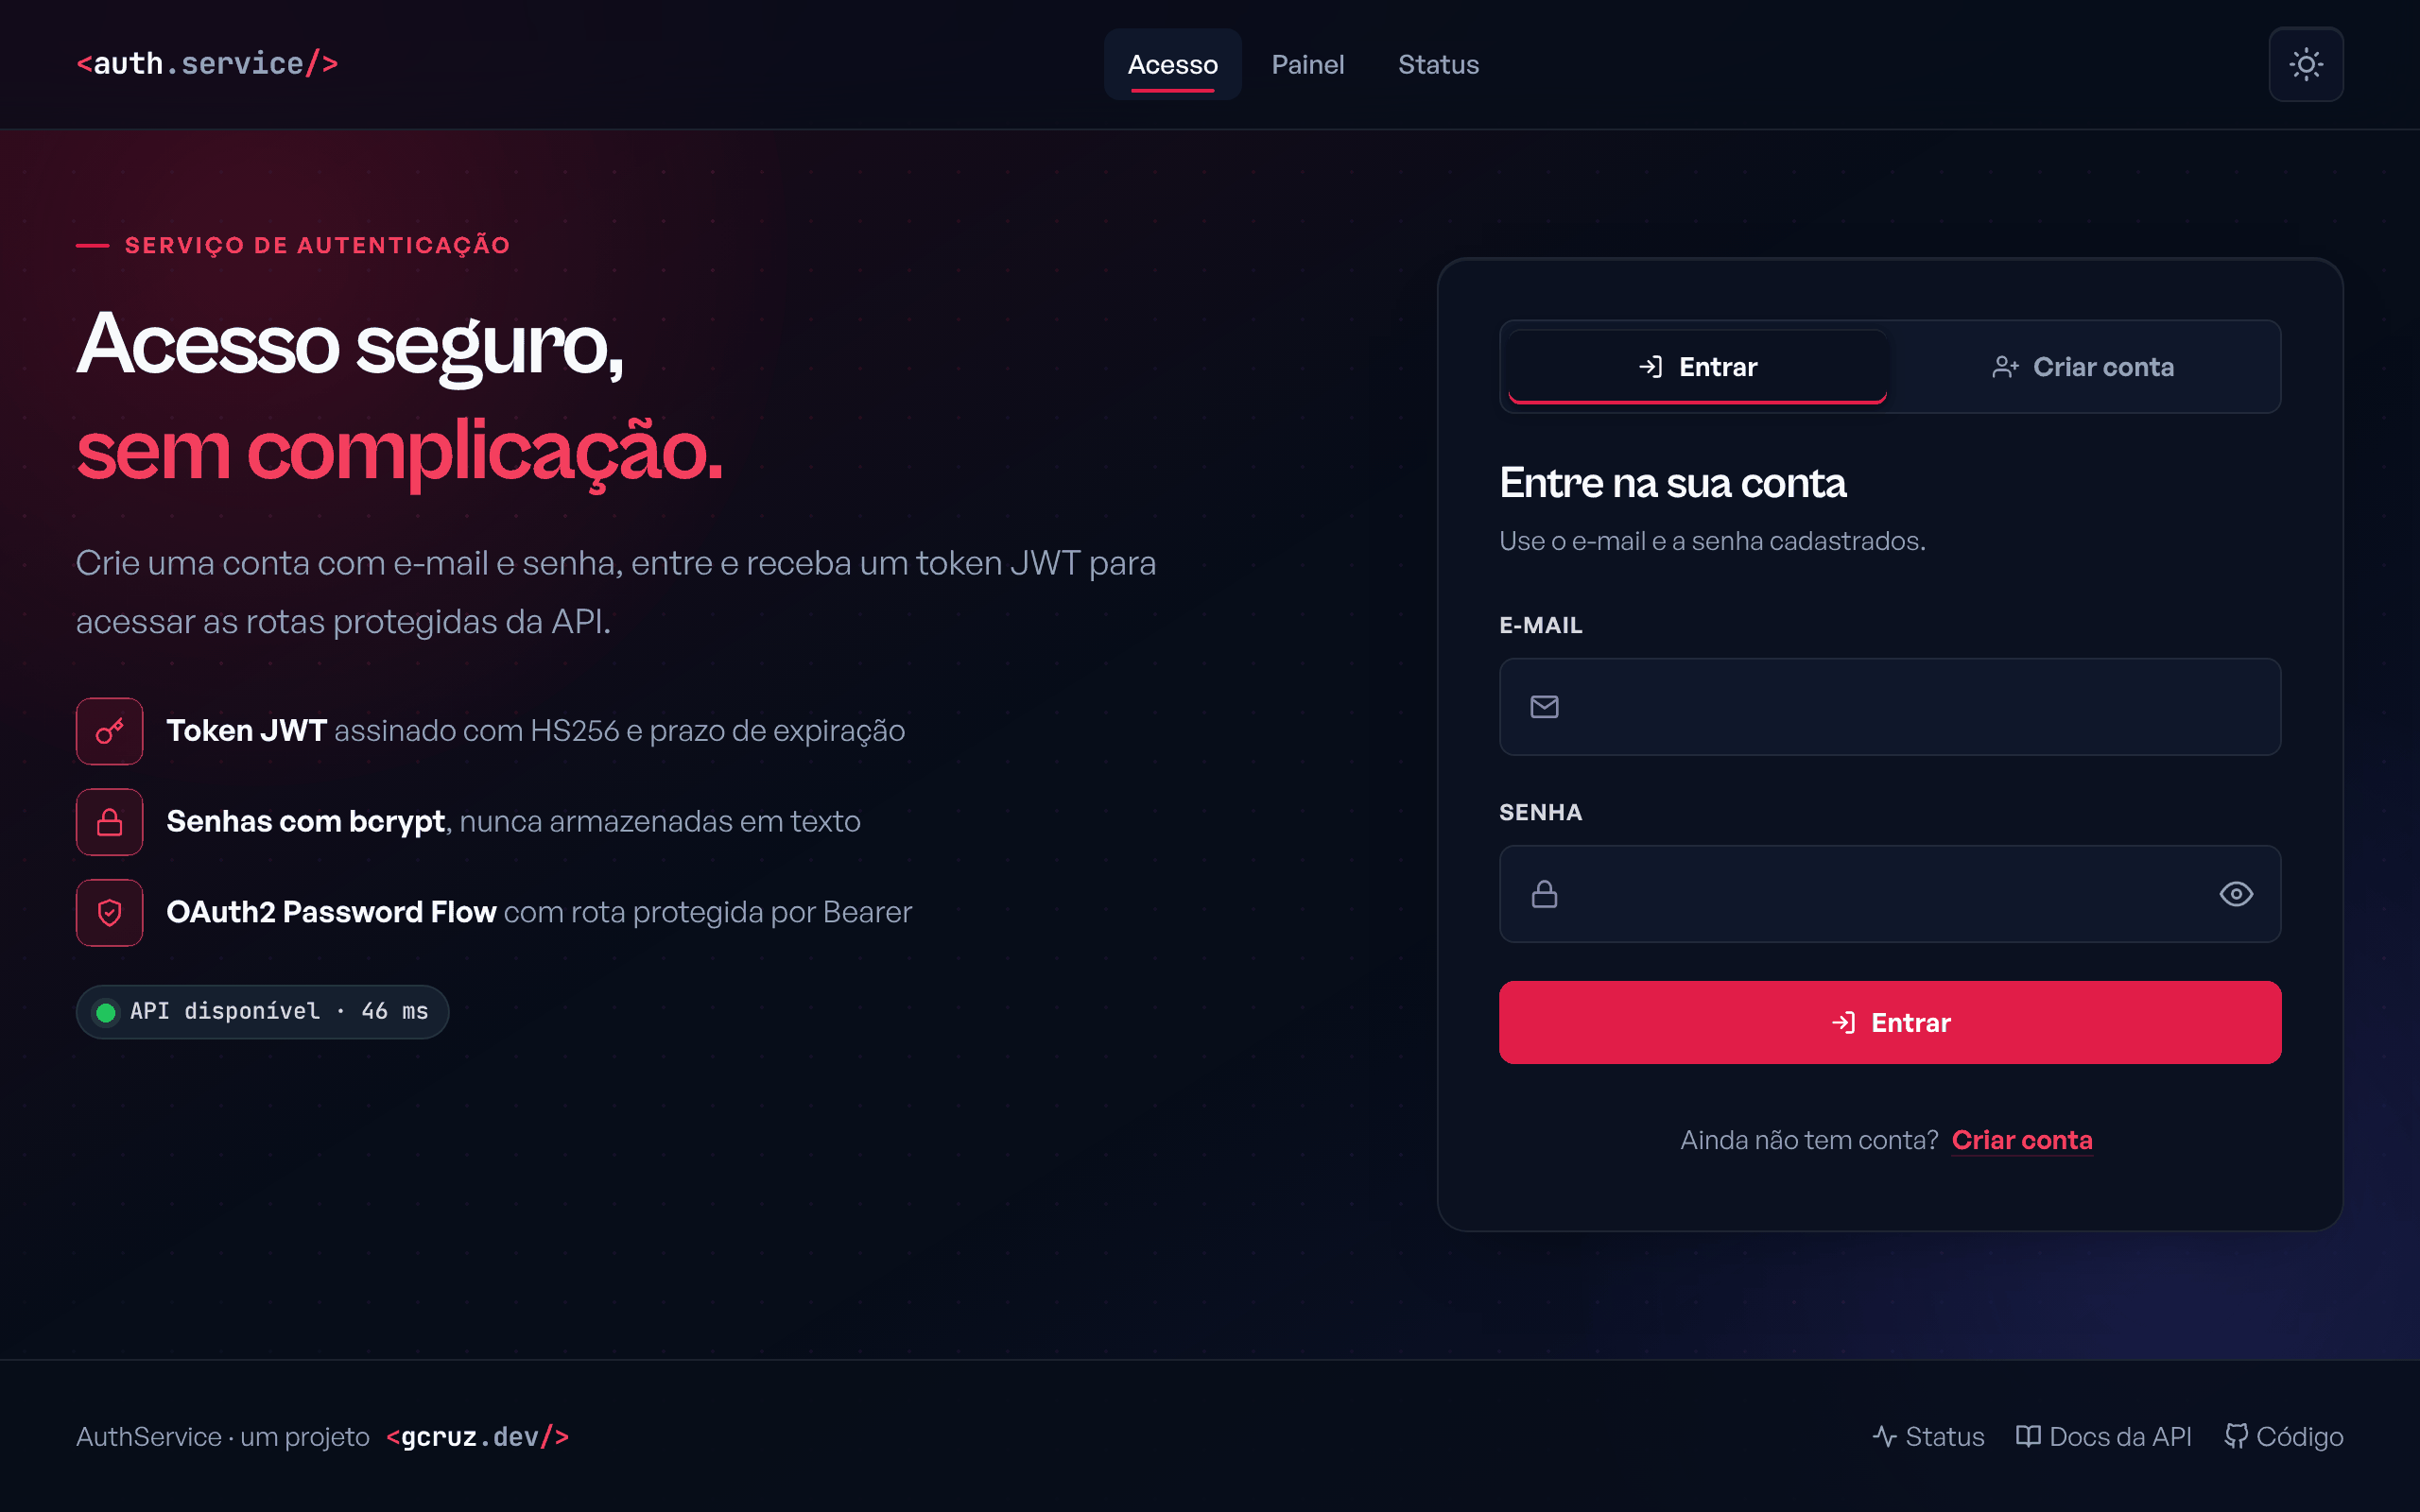 <auth.service/>
Acesso
Painel
Status
SERVIÇO DE AUTENTICAÇÃO
Acesso seguro,
sem complicação.
Crie uma conta com e-mail e senha, entre e receba um token JWT para
acessar as rotas protegidas da API.
Token JWT assinado com HS256 e prazo de expiração
Senhas com bcrypt, nunca armazenadas em texto
OAuth2 Password Flow com rota protegida por Bearer
API disponível · 46 ms
Entrar
Criar conta
Entre na sua conta
Use o e-mail e a senha cadastrados.
E-MAIL
SENHA
Entrar
Ainda não tem conta? Criar conta
AuthService · um projeto <gcruz.dev/>
Status
Docs da API
Código